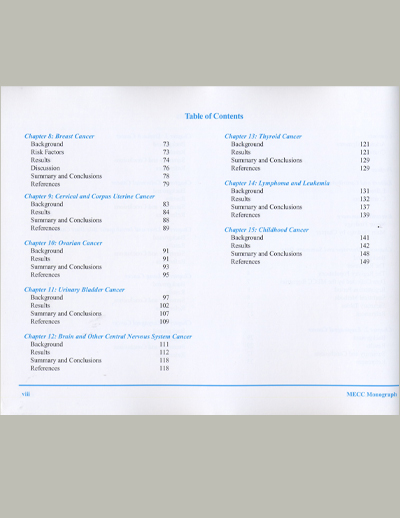 Table of Contents
Chapter 8: Breast Cancer
Background 73
Risk Factors 73
Results 74
Discussion 76
Summary and Conclusions 78
References 79
Chapter 9: Cervical and Corpus Uterine Cancer
Background 83
Results 84
Summary and Conclusions 88
References 89
Chapter 10: Ovarian Cancer
Background 91
Results 91
Summary and Conclusions 93
References 95
Chapter 11: Urinary Bladder Cancer
Background 97
Results 102
Summary and Conclusions 107
References 109
Chapter 12: Brain and Other Central Nervous System Cancer
Background 111
Results 112
Summary and Conclusions 118
References 118
Chapter 13: Thyroid Cancer
Background 121
Results 121
Summary and Conclusions 129
References 129
Chapter 14: Lymphoma and Leukemia
Background 131
Results 132
Summary and Conclusions 137
References 139
Chapter 15: Childhood Cancer
Background 141
Results 142
Summary and Conclusions 148
References 149
viii MECC Monograph